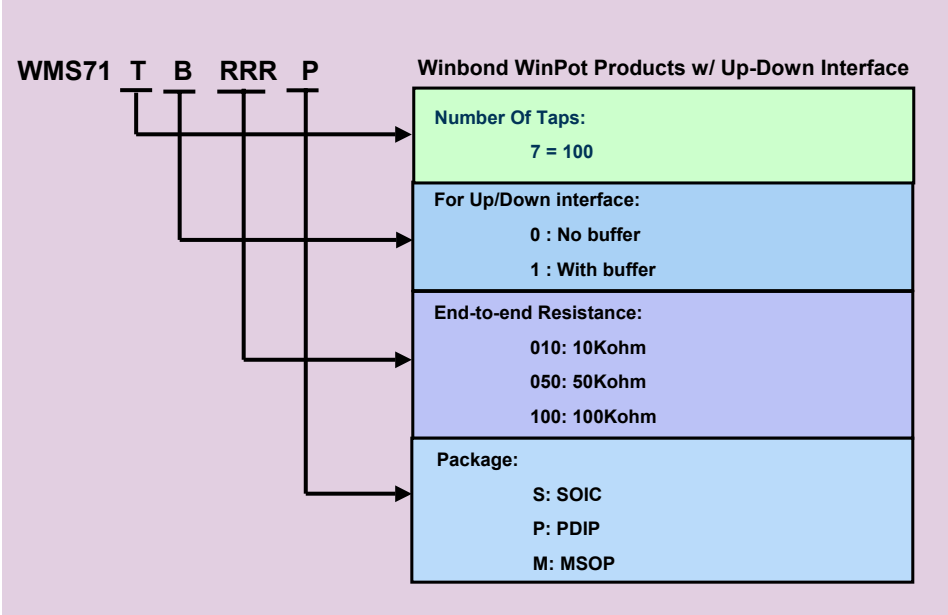 WMS71 T B RRR P
Winbond WinPot Products w/ Up-Down Interface
Number Of Taps:
7 = 100
For Up/Down interface:
0 : No buffer
1 : With buffer
End-to-end Resistance:
010: 10Kohm
050: 50Kohm
100: 100Kohm
Package:
S: SOIC
P: PDIP
M: MSOP